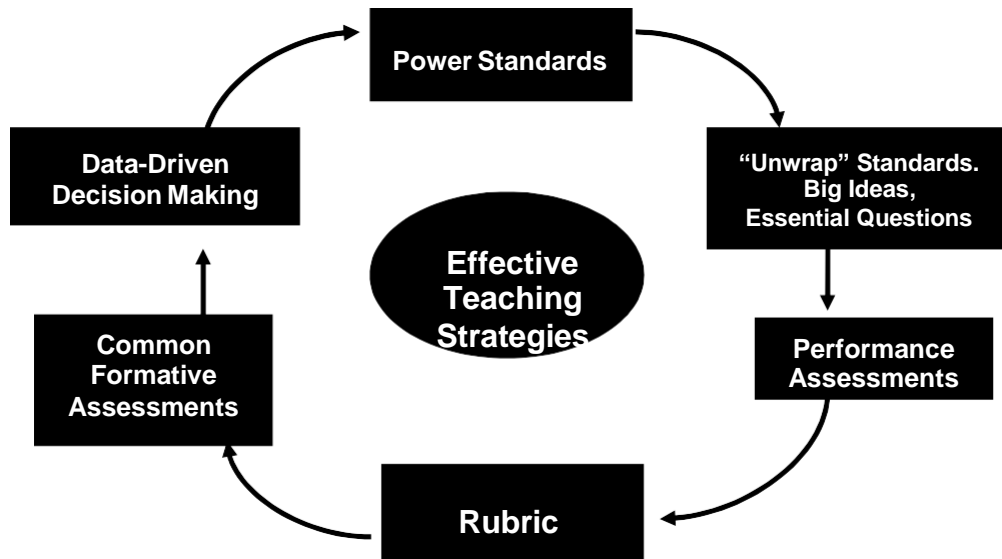 Power Standards
“Unwrap” Standards.
Big Ideas,
Essential Questions
Performance
Assessments
Rubric
Common
Formative
Assessments
Data-Driven
Decision Making
Effective
Teaching
Strategies